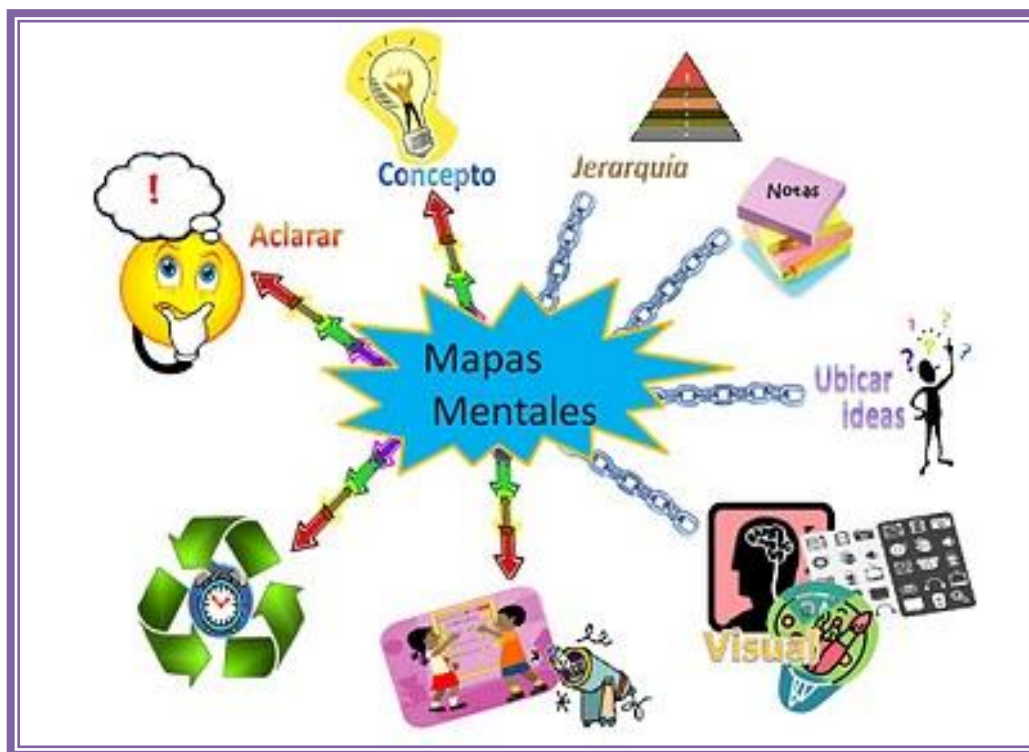 Concepto
Jerarquía
Notas
Aclarar
Mapas
Mentales
Ubicar
ideas
Visual